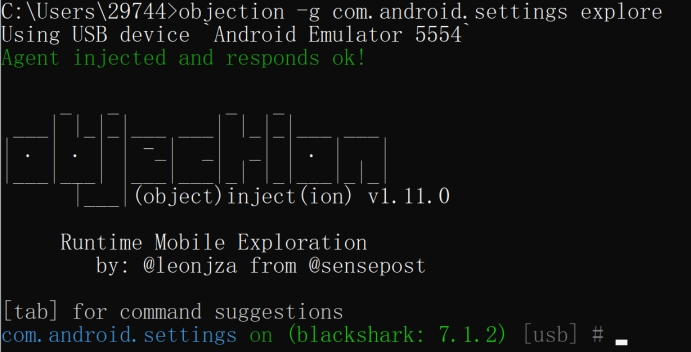 C:\Users\29744>objection -g com.android.settings explore
Using USB device `Android Emulator 5554`
Agent injected and responds ok!
objection
(object)inject(ion) v1.11.0
Runtime Mobile Exploration
by: @leonjza from @sensepost
[tab] for command suggestions
com.android.settings on (blackshark: 7.1.2) [usb] #